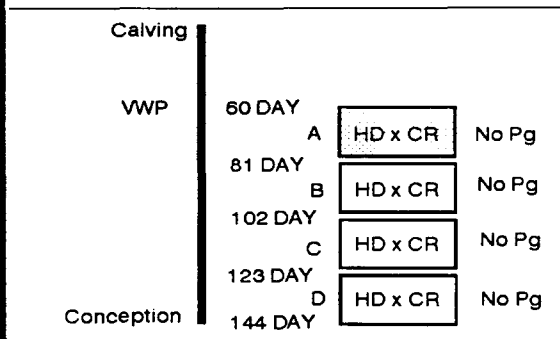 Calving
VWP 60 DAY
A HD x CR No Pg
81 DAY
B HD x CR No Pg
102 DAY
C HD x CR No Pg
123 DAY
D HD x CR No Pg
Conception 144 DAY